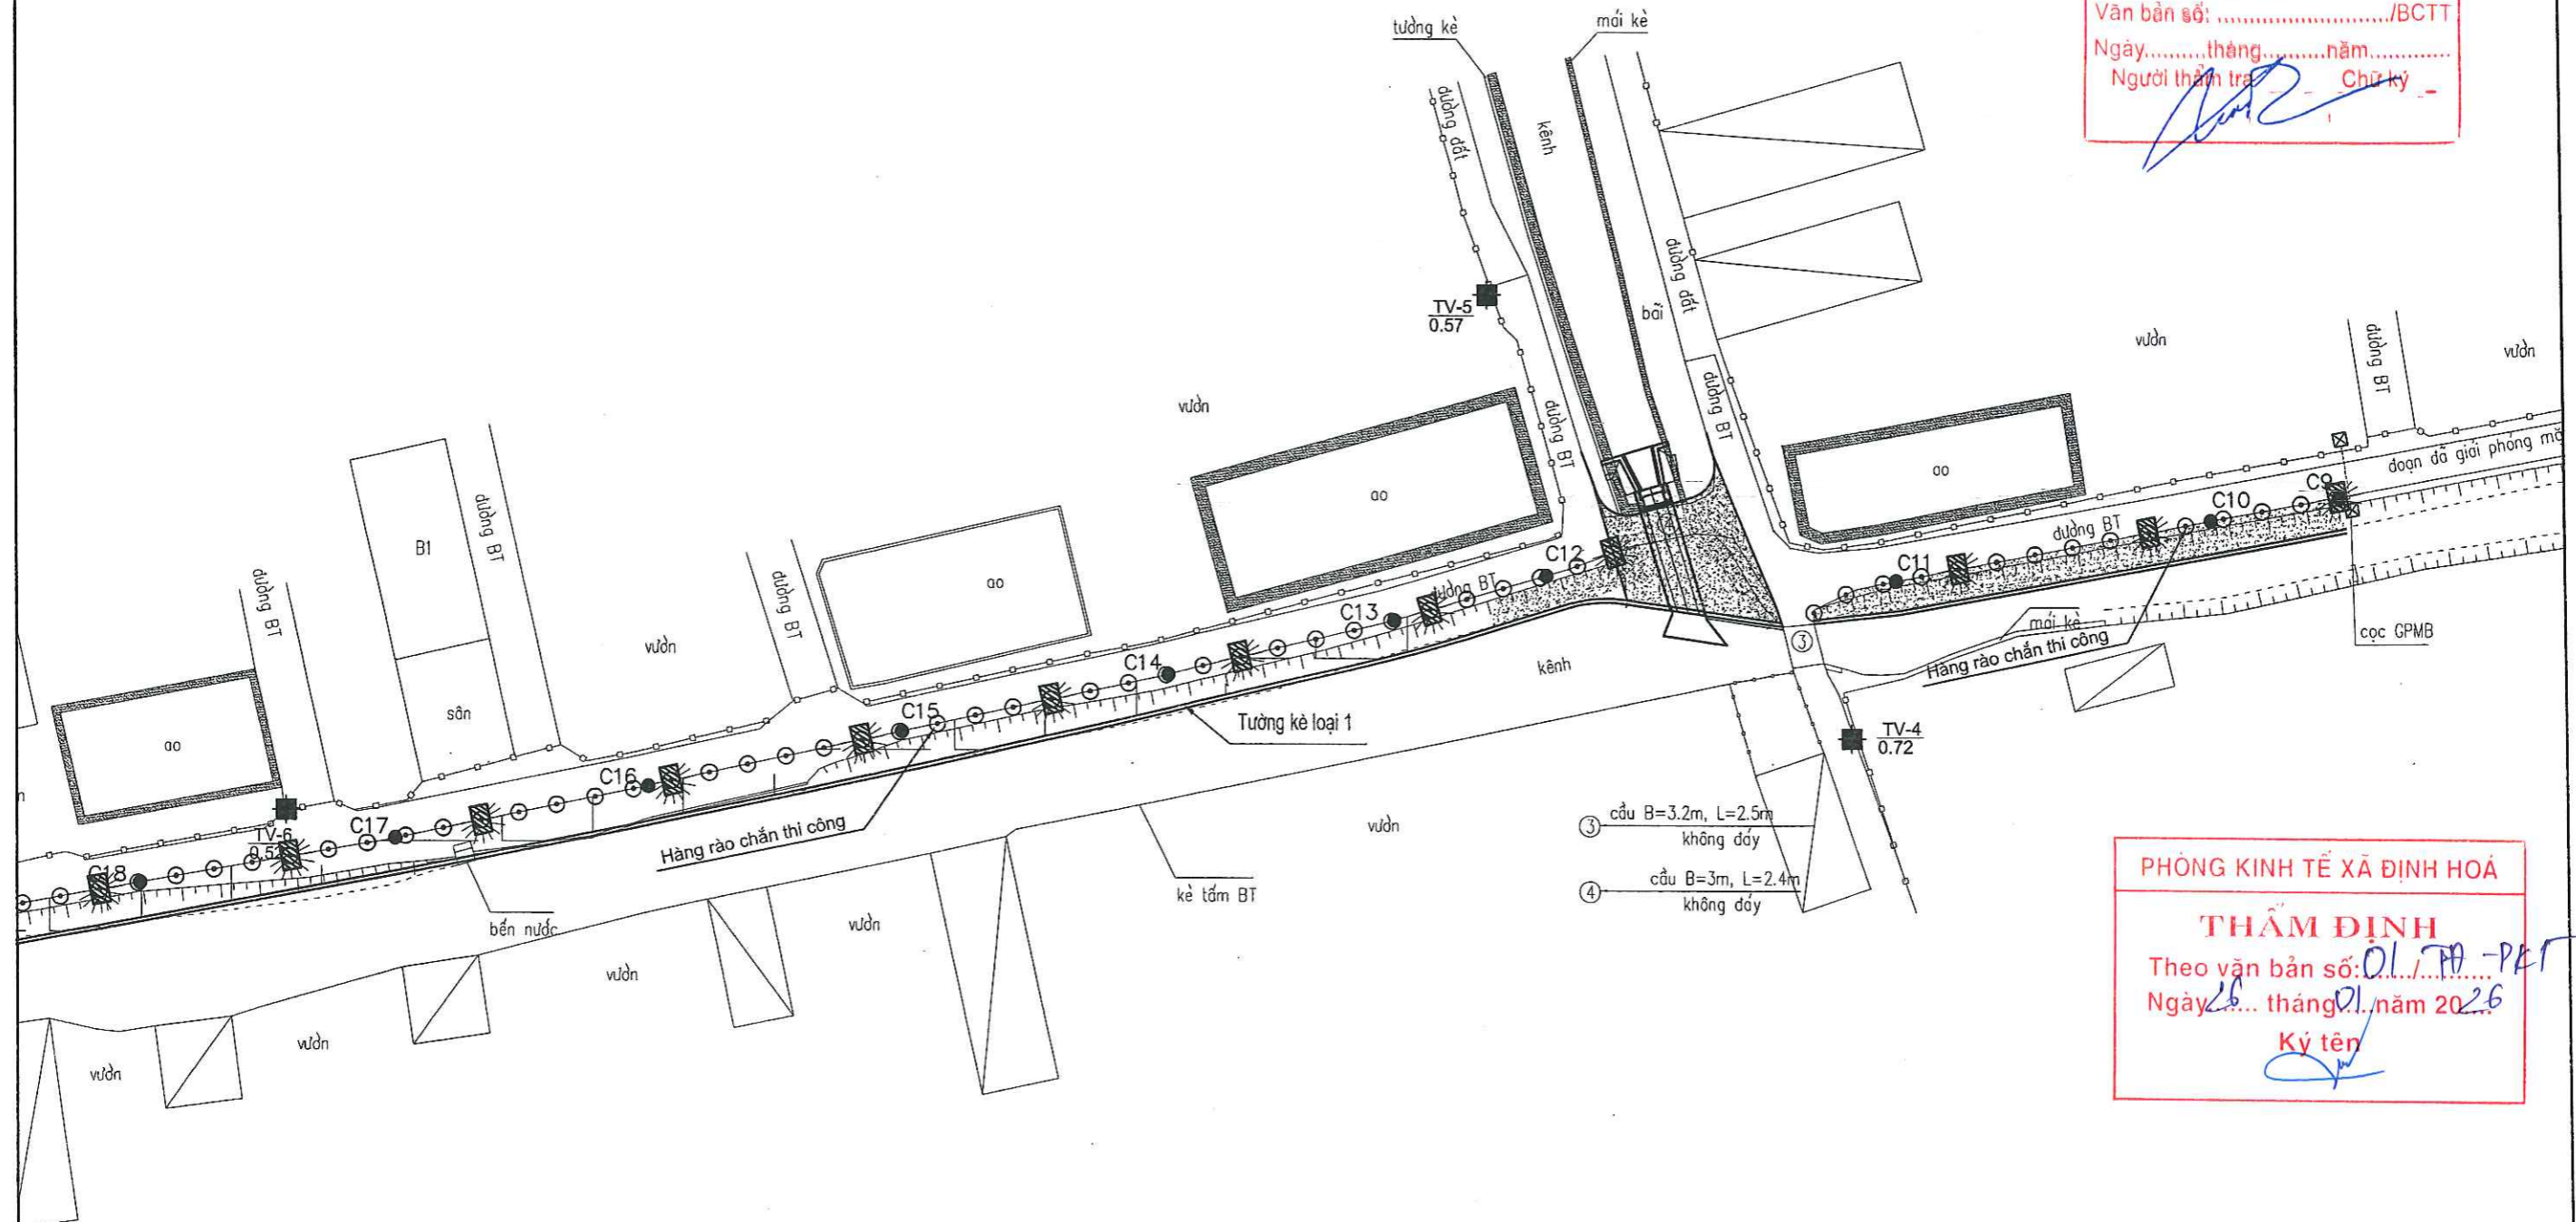 Văn bản số: ............................/BCTT
Ngày..........tháng..........năm.............
Người thẩm tra Chữ ký
tường kè
mái kè
đường đất
kênh
đường đất
bãi
TV-5
0.57
vườn
đường BT
vườn
vườn
đường BT
đường BT
ao
ao
đoạn đã giải phóng mặ
C9
C10
đường BT
C11
④
C12
đường BT
C13
B1
đường BT
đường BT
đường BT
ao
vườn
C14
mái kè
Hàng rào chắn thi công
cọc GPMB
③
kênh
Tường kè loại 1
C15
sân
ao
TV-4
0.72
C16
C17
TV-6
C18
Hàng rào chắn thi công
vườn
③ cầu B=3.2m, L=2.5m
không đáy
④ cầu B=3m, L=2.4m
không đáy
kè tấm BT
bến nước
vườn
vườn
vườn
vườn
PHÒNG KINH TẾ XÃ ĐỊNH HOÁ
THẨM ĐỊNH
Theo văn bản số: 01 / TĐ-PKT
Ngày 26 tháng 01 năm 2026
Ký tên